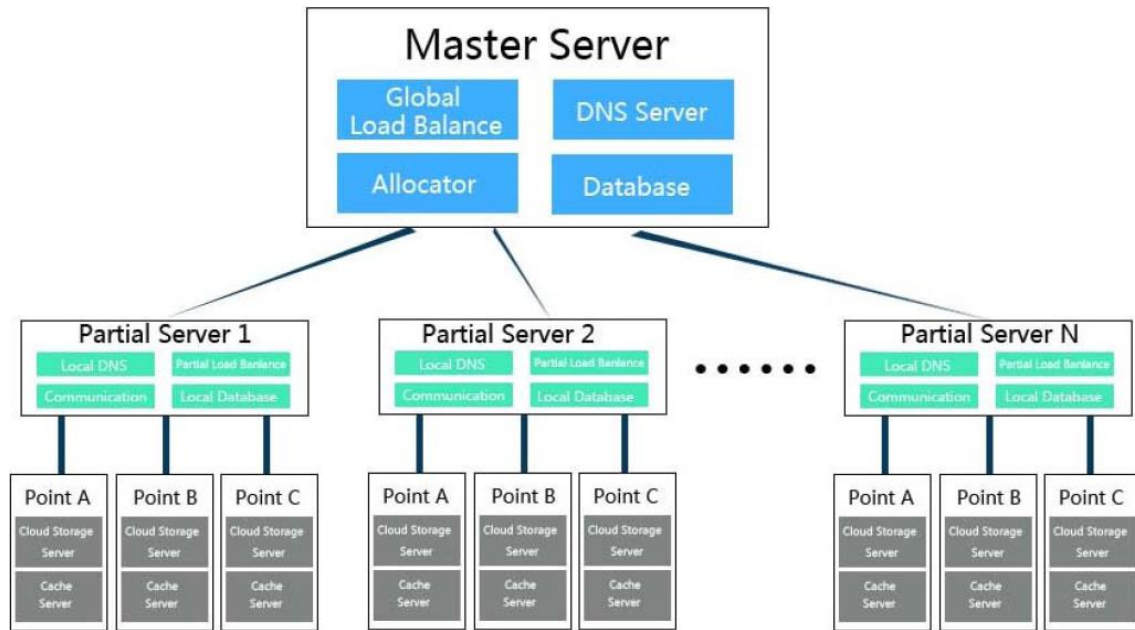 Master Server
Global
Load Balance
DNS Server
Allocator
Database
Partial Server 1
Local DNS
Partial Load Banlance
Communication
Local Database
Partial Server 2
Local DNS
Partial Load Banlance
Communication
Local Database
Partial Server N
Local DNS
Partial Load Banlance
Communication
Local Database
Point A
Cloud Storage
Server
Cache
Server
Point B
Cloud Storage
Server
Cache
Server
Point C
Cloud Storage
Server
Cache
Server
Point A
Cloud Storage
Server
Cache
Server
Point B
Cloud Storage
Server
Cache
Server
Point C
Cloud Storage
Server
Cache
Server
Point A
Cloud Storage
Server
Cache
Server
Point B
Cloud Storage
Server
Cache
Server
Point C
Cloud Storage
Server
Cache
Server